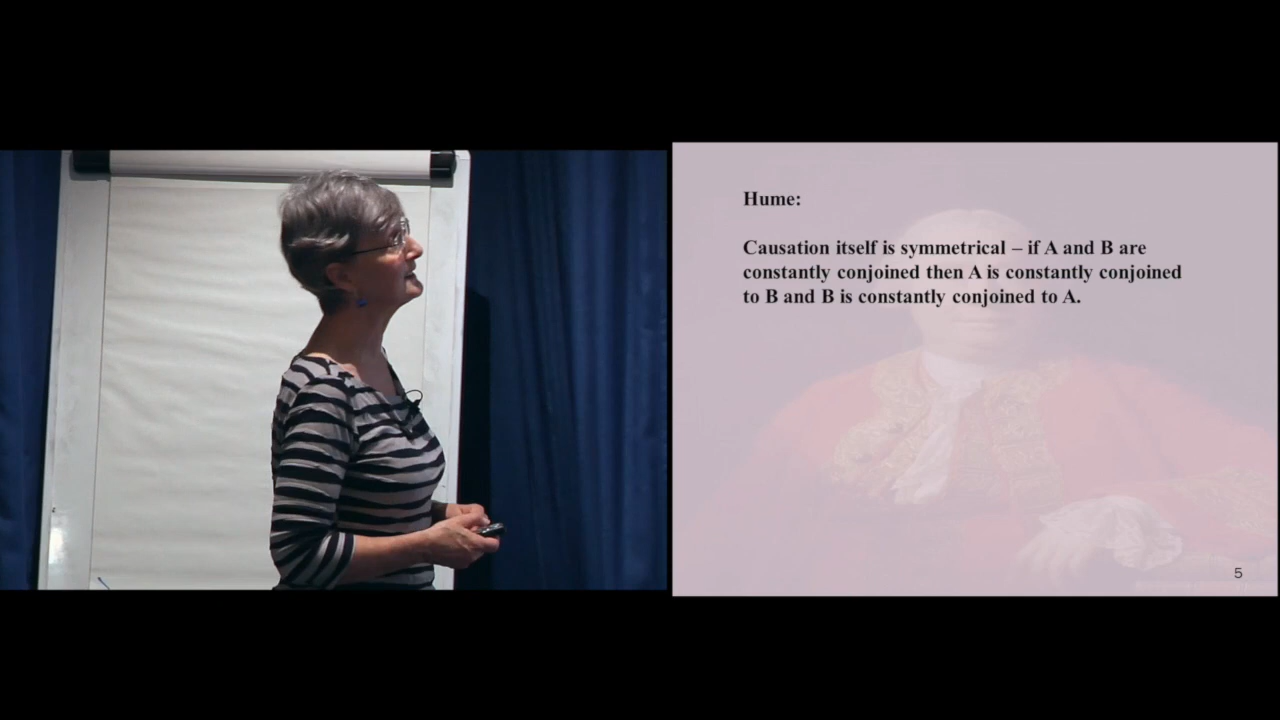 Hume:
Causation itself is symmetrical – if A and B are
constantly conjoined then A is constantly conjoined
to B and B is constantly conjoined to A.
5